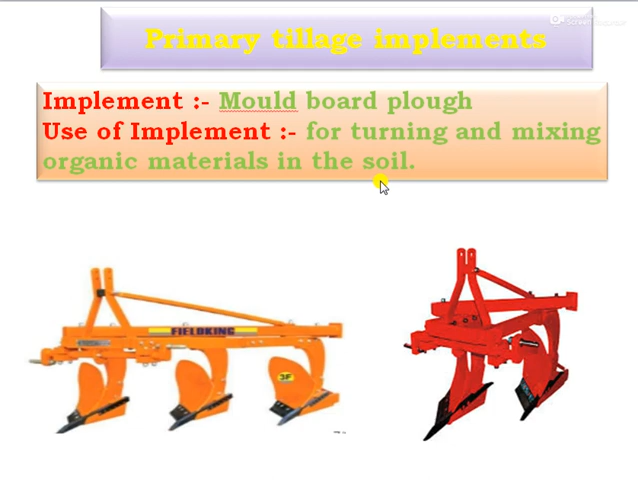 Primary tillage implements
Implement :- Mould board plough
Use of Implement :- for turning and mixing
organic materials in the soil.
FIELDKING
3F